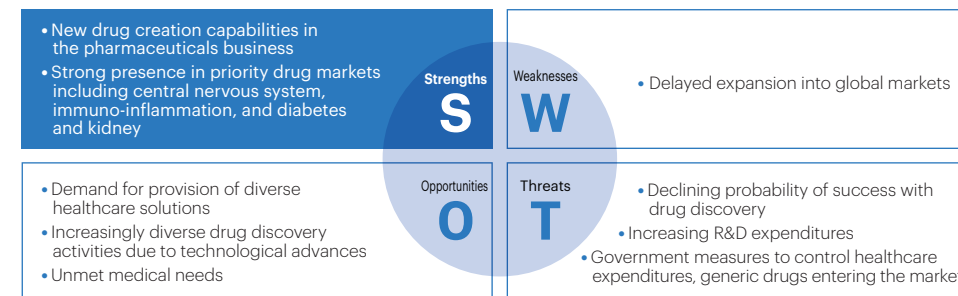 • New drug creation capabilities in
the pharmaceuticals business
• Strong presence in priority drug markets
including central nervous system,
immuno-inflammation, and diabetes
and kidney
Strengths
S
Weaknesses
W
• Delayed expansion into global markets
• Demand for provision of diverse
healthcare solutions
• Increasingly diverse drug discovery
activities due to technological advances
• Unmet medical needs
Opportunities
O
Threats
T
• Declining probability of success with
drug discovery
• Increasing R&D expenditures
• Government measures to control healthcare
expenditures, generic drugs entering the marke